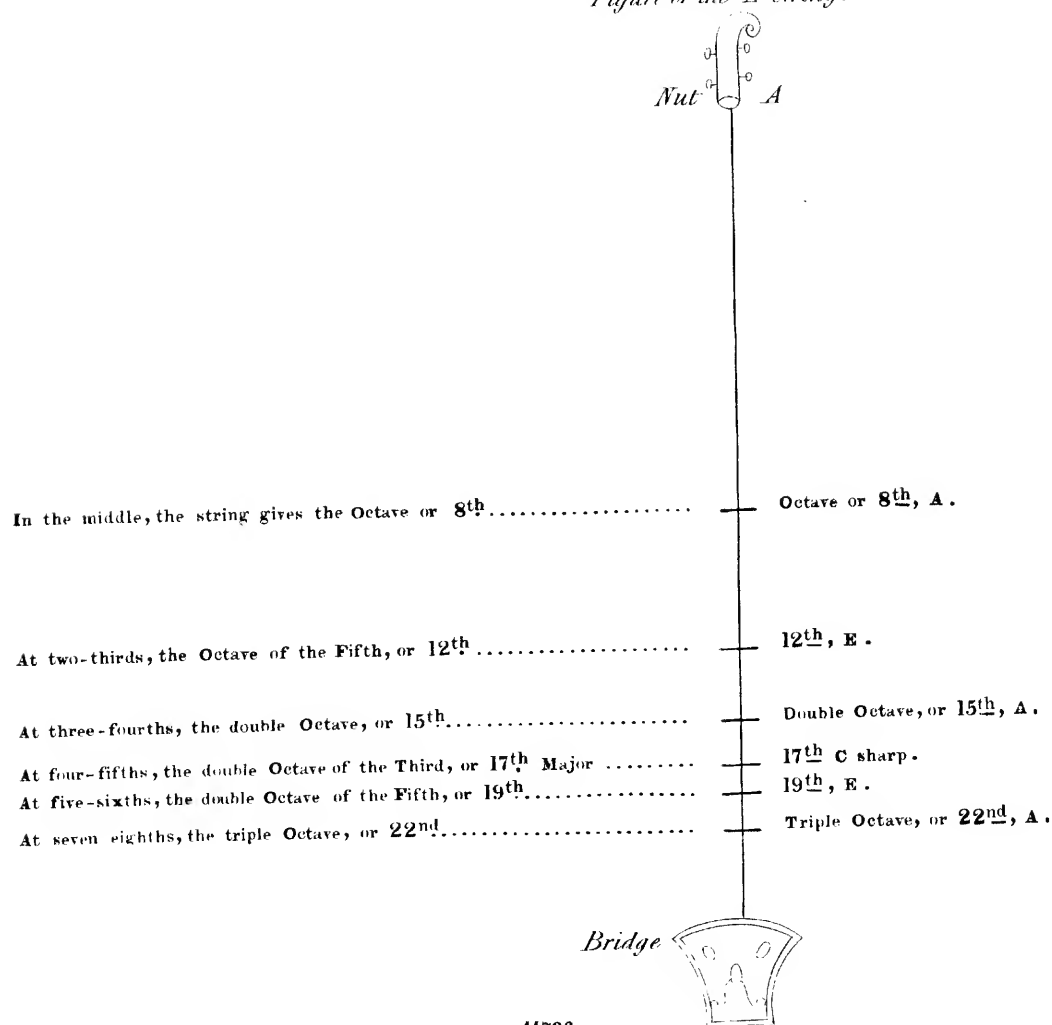 Figure of the string
Nut A
In the middle, the string gives the Octave or 8th..................... Octave or 8th, A.
At two-thirds, the Octave of the Fifth, or 12th..................... 12th, E.
At three-fourths, the double Octave, or 15th........................ Double Octave, or 15th, A.
At four-fifths, the double Octave of the Third, or 17th Major ......... 17th C sharp.
At five-sixths, the double Octave of the Fifth, or 19th................. 19th, E.
At seven eighths, the triple Octave, or 22nd......................... Triple Octave, or 22nd, A.
Bridge